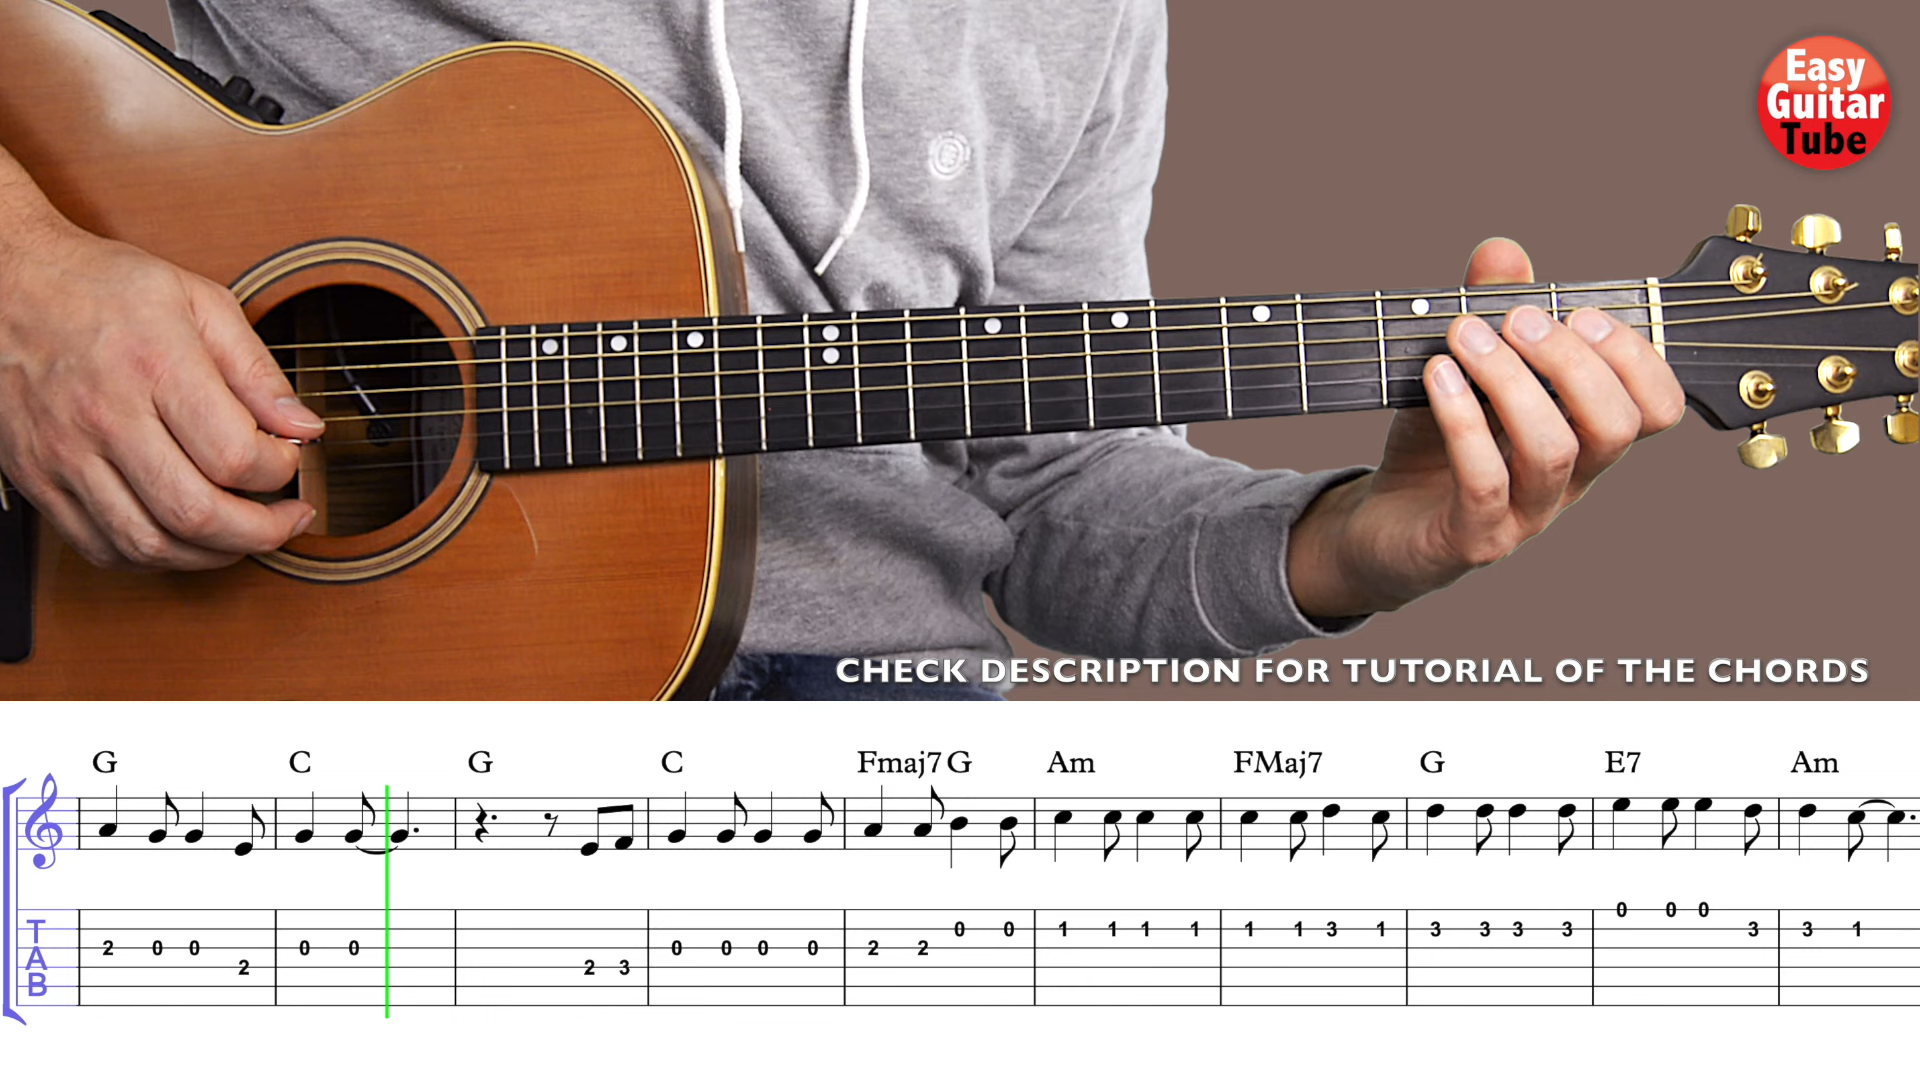 Easy
Guitar
Tube
CHECK DESCRIPTION FOR TUTORIAL OF THE CHORDS
G C G C Fmaj7 G Am FMaj7 G E7 Am
0 0 0
0 0 1 1 1 1 1 1 3 1 3 3 3 3 3 3 1
T
2 0 0 0 0 0 0 0 0 2 2
A
2 2 3
B